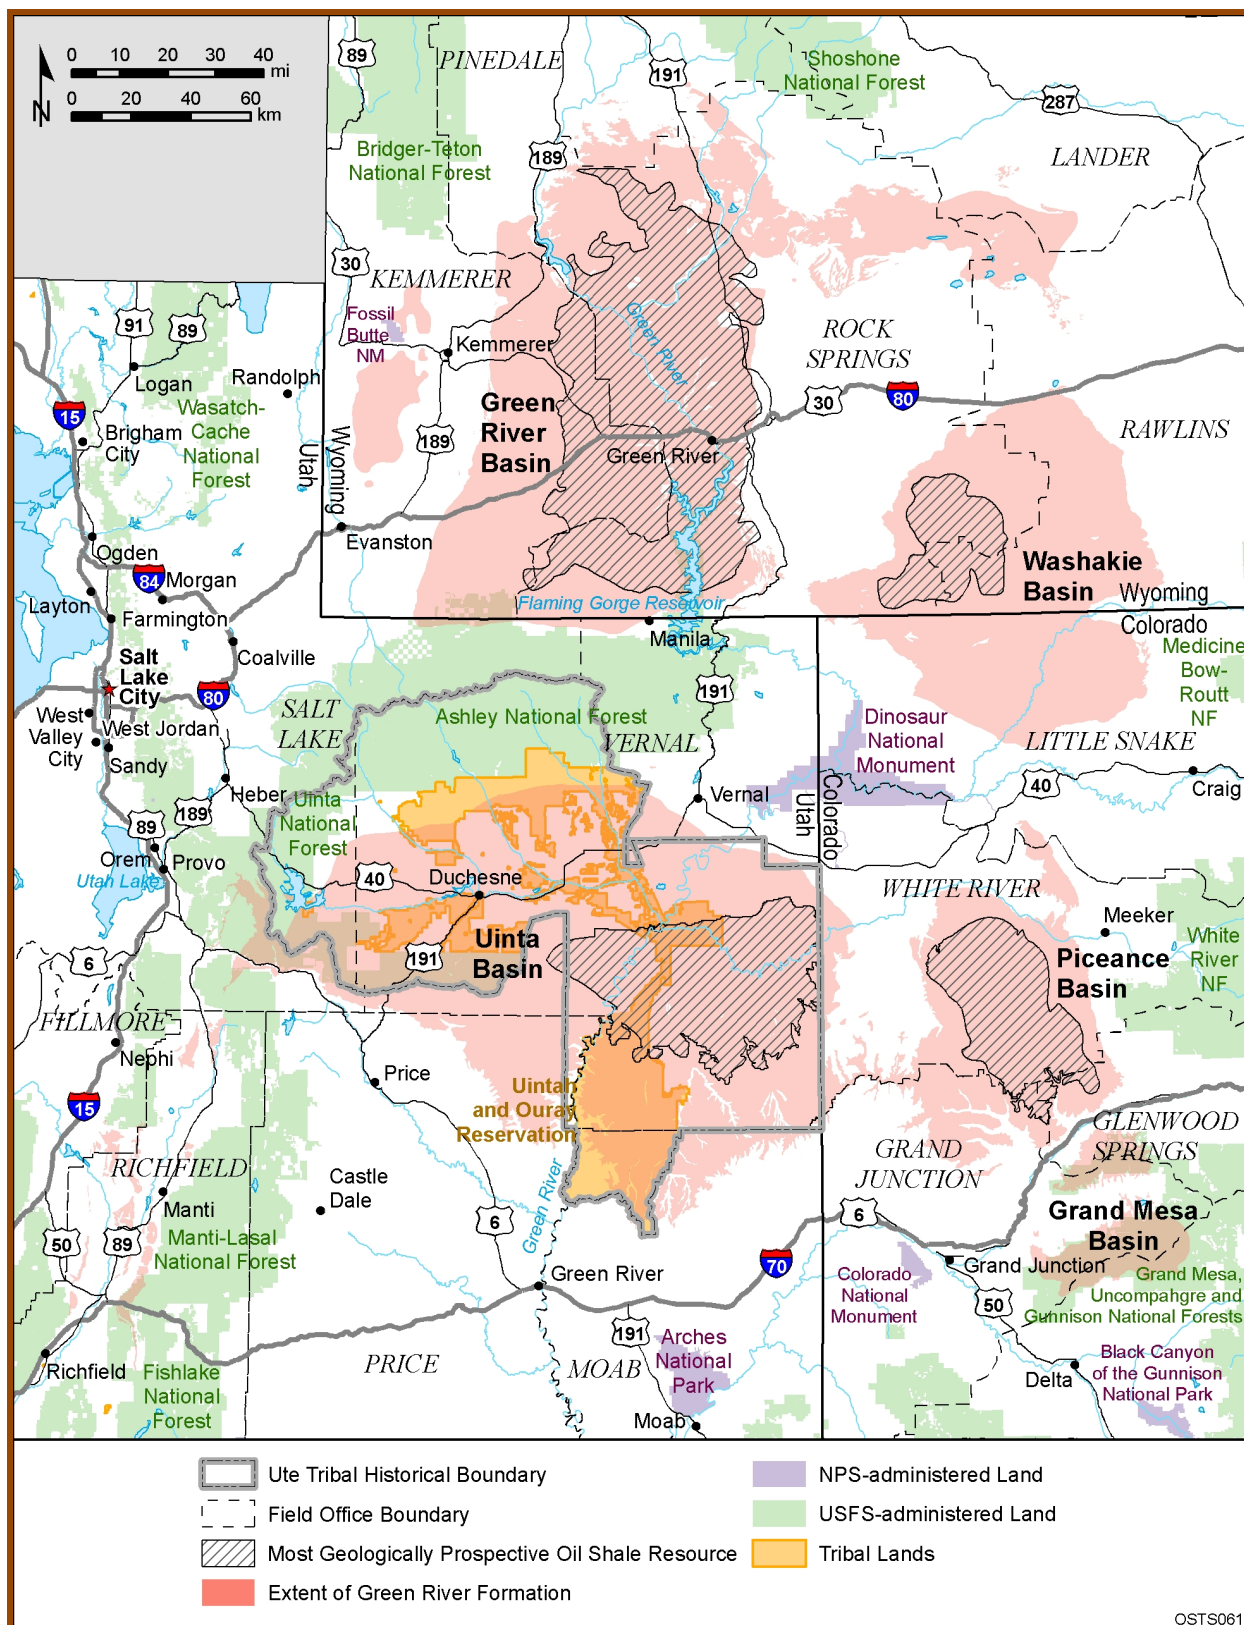 0 10 20 30 40
mi
0 20 40 60
km
N
89
PINEDALE
191
Shoshone
National Forest
287
Bridger-Teton
National Forest
189
LANDER
30
KEMMERER
Fossil
Butte
NM
Kemmerer
Green River
ROCK
SPRINGS
91
89
Logan
Randolph
15
Wasatch-
Cache
National
Forest
Brigham
City
Utah
Wyoming
189
Green
River
Basin
Green River
30
80
RAWLINS
Evanston
Ogden
84
Morgan
Layton
Farmington
Washakie
Basin
Wyoming
Colorado
Flaming Gorge Reservoir
Manila
Coalville
Salt
Lake
City
80
191
Medicine
Bow-
Routt
NF
West
Valley
City
West Jordan
Sandy
SALT
LAKE
Ashley National Forest
VERNAL
Dinosaur
National
Monument
LITTLE SNAKE
Heber
Uinta
National
Forest
Vernal
Utah
Colorado
40
Craig
189
89
Orem
Provo
Utah Lake
40
Duchesne
WHITE RIVER
Meeker
6
191
Uinta
Basin
Piceance
Basin
White
River
NF
FILLMORE
Nephi
Price
15
Uintah
and Ouray
Reservation
GLENWOOD
SPRINGS
GRAND
JUNCTION
RICHFIELD
Castle
Dale
Manti
6
Green River
6
Grand Mesa
Basin
50
89
Manti-Lasal
National Forest
Green River
70
Colorado
National
Monument
Grand Junction
Grand Mesa,
Uncompahgre and
Gunnison National Forests
50
Richfield
Fishlake
National
Forest
PRICE
191
MOAB
Arches
National
Park
Moab
Delta
Black Canyon
of the Gunnison
National Park
Ute Tribal Historical Boundary
NPS-administered Land
Field Office Boundary
USFS-administered Land
Most Geologically Prospective Oil Shale Resource
Tribal Lands
Extent of Green River Formation
OSTS061